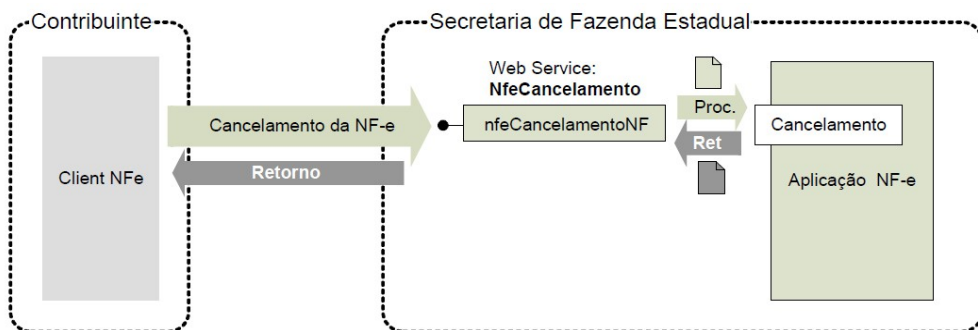 Contribuinte
Secretaria de Fazenda Estadual
Web Service:
NfeCancelamento
Proc.
Cancelamento da NF-e
nfeCancelamentoNF
Cancelamento
Ret
Retorno
Client NFe
Aplicação NF-e